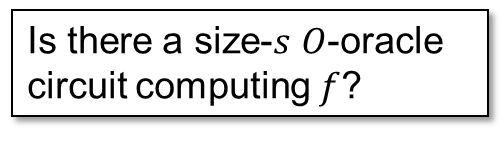 Is there a size-s O-oracle
circuit computing f?